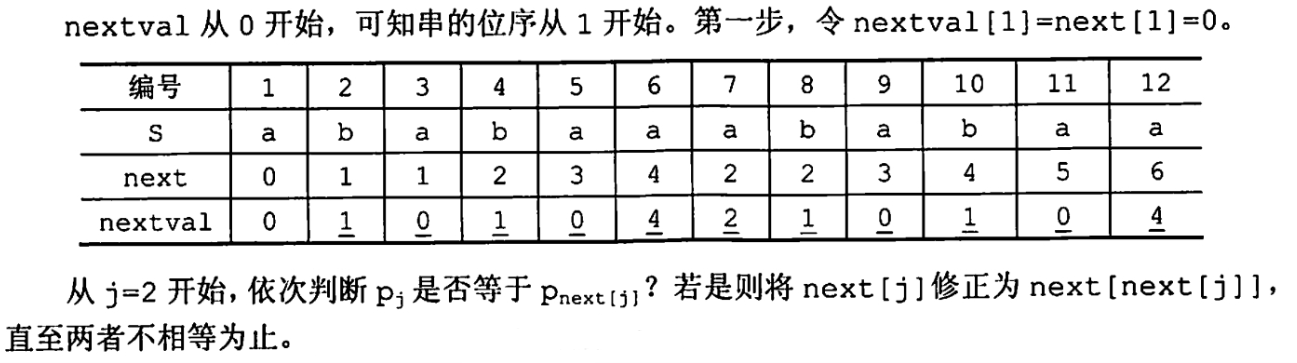 nextval 从 0 开始，可知串的位序从 1 开始。第一步，令 nextval[1]=next[1]=0。
编号 1 2 3 4 5 6 7 8 9 10 11 12
S a b a b a a a b a b a a
next 0 1 1 2 3 4 2 2 3 4 5 6
nextval 0 1 0 1 0 4 2 1 0 1 0 4
从 j=2 开始，依次判断 pj 是否等于 pnext[j]？若是则将 next[j]修正为 next[next[j]]，
直至两者不相等为止。